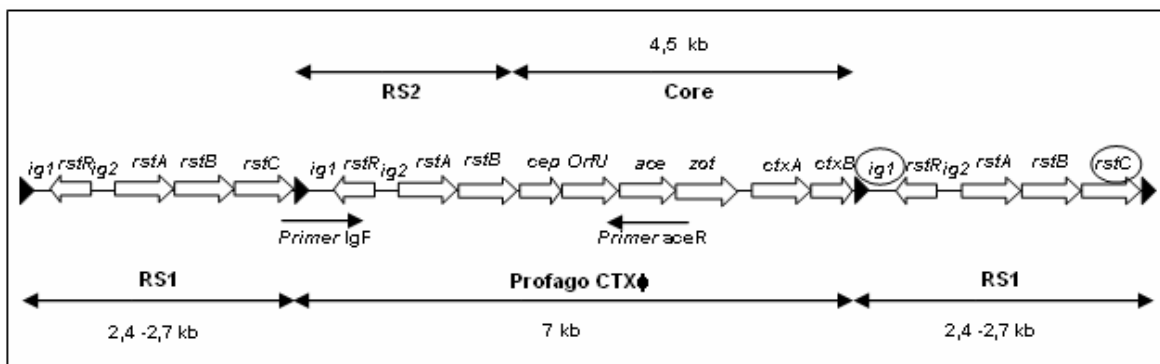 4,5 kb
RS2 Core
ig1 rstR ig2 rstA rstB rstC ig1 rstR ig2 rstA rstB cep OrfU ace zot ctxA ctxB ig1 rstR ig2 rstA rstB rstC
Primer IgF Primer aceR
RS1 Profago CTXϕ RS1
2,4 -2,7 kb 7 kb 2,4 -2,7 kb